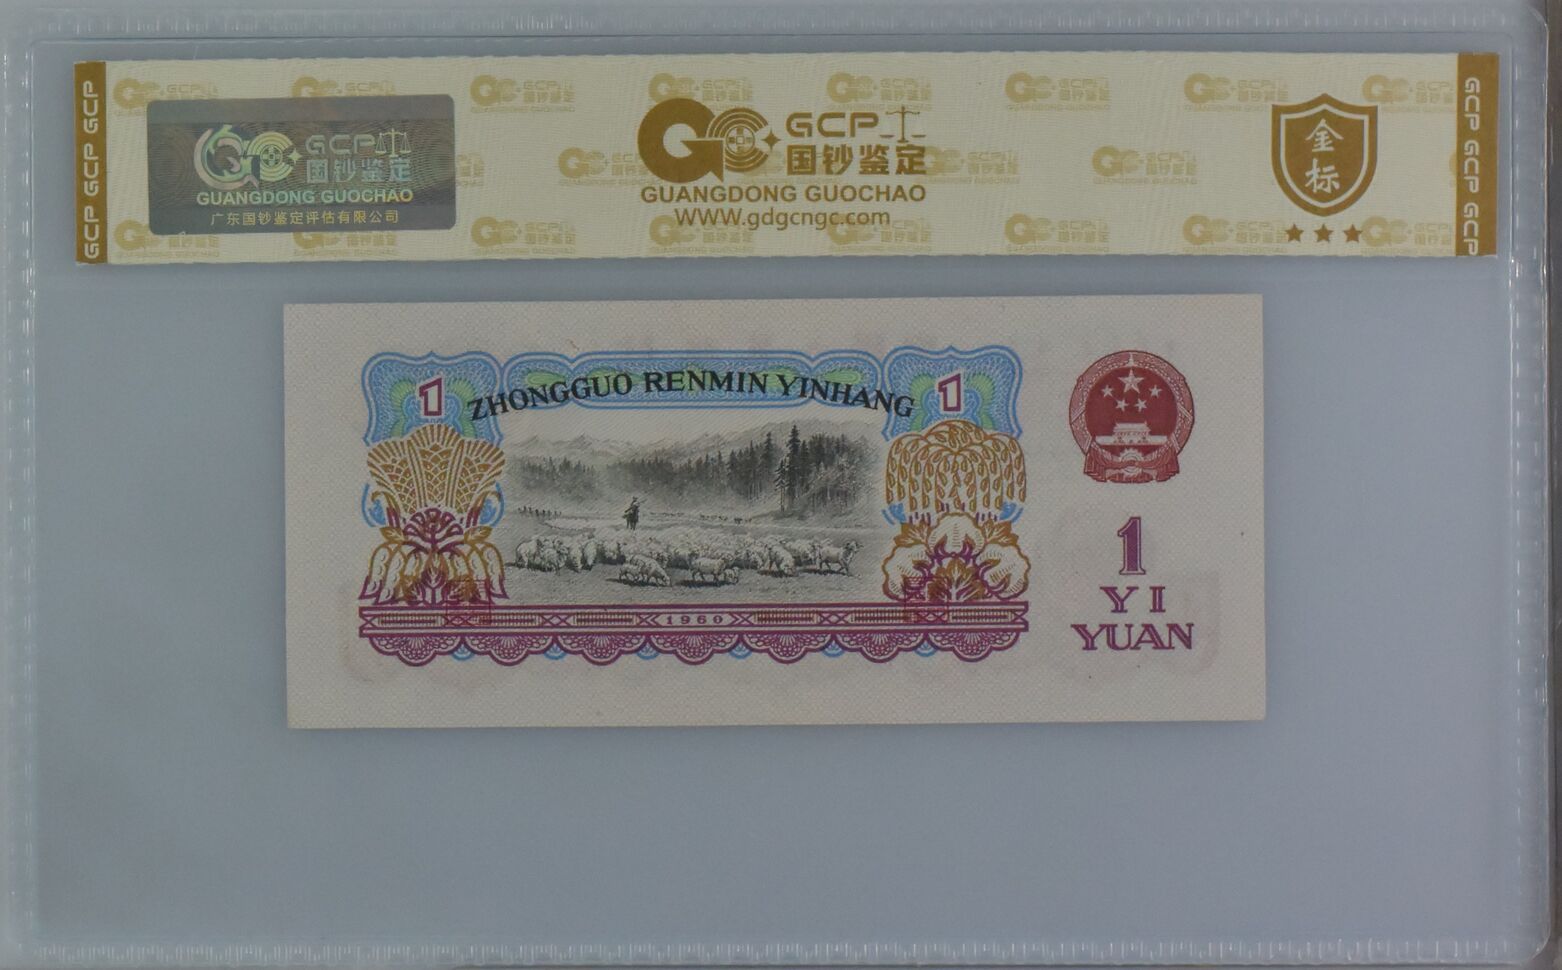 GCP GCP GCP
GCP
国钞鉴定
GUANGDONG GUOCHAO
广东国钞鉴定评估有限公司
GCP
国钞鉴定
GUANGDONG GUOCHAO
WWW.gdgcngc.com
金标
GCP GCP GCP
1
ZHONGGUO RENMIN YINHANG
1
1960
1
YI
YUAN